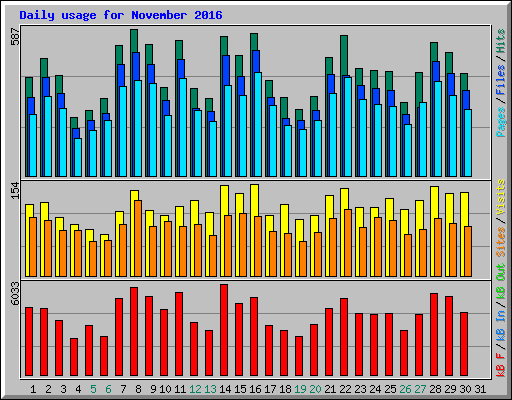 Daily usage for November 2016
587
Pages / Files / Hits
154
Sites / Visits
6033
kB F / kB In / kB Out
1 2 3 4 5 6 7 8 9 10 11 12 13 14 15 16 17 18 19 20 21 22 23 24 25 26 27 28 29 30 31